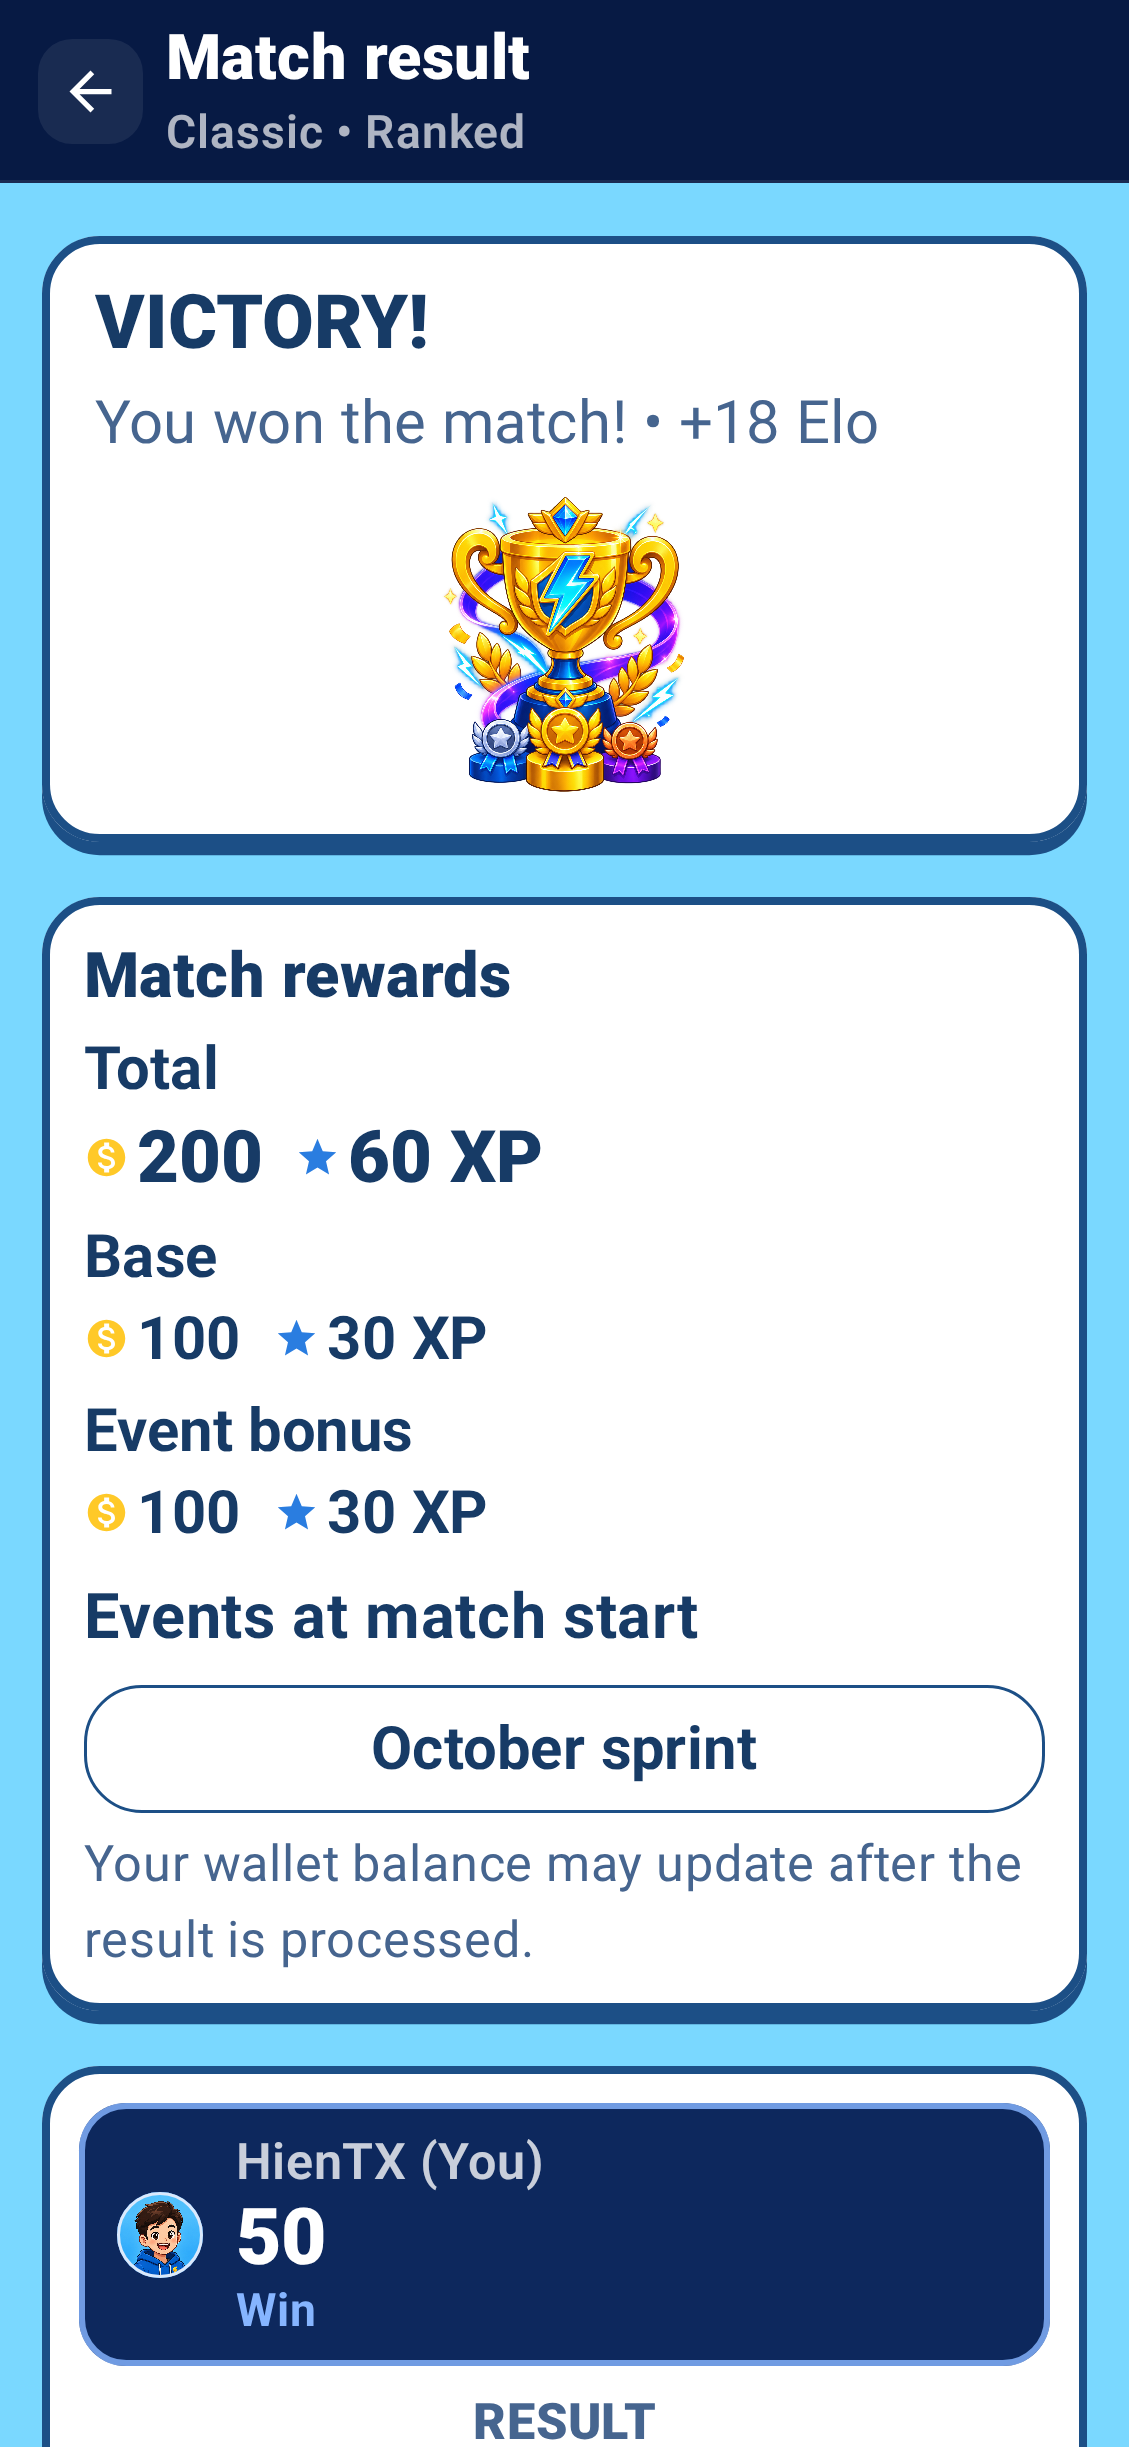 Match result
Classic • Ranked
VICTORY!
You won the match! • +18 Elo
Match rewards
Total
200 60 XP
Base
100 30 XP
Event bonus
100 30 XP
Events at match start
October sprint
Your wallet balance may update after the
result is processed.
HienTX (You)
50
Win
RESULT